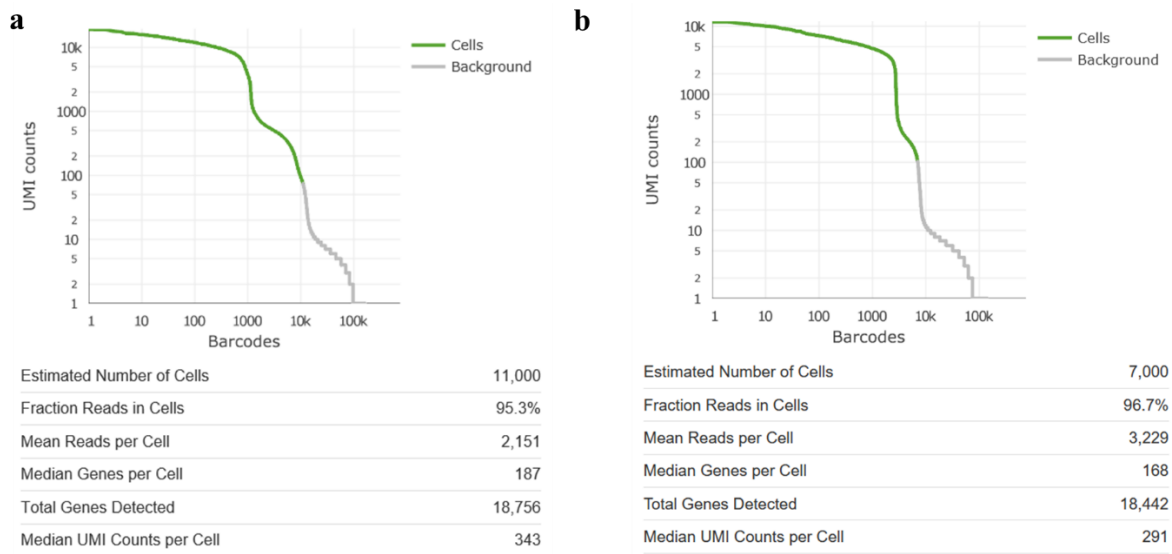 a
10k
5
2
1000
5
2
100
5
2
10
5
2
1
1 10 100 1000 10k 100k
UMI counts
Barcodes
Cells
Background
Estimated Number of Cells 11,000
Fraction Reads in Cells 95.3%
Mean Reads per Cell 2,151
Median Genes per Cell 187
Total Genes Detected 18,756
Median UMI Counts per Cell 343
b
10k
5
2
1000
5
2
100
5
2
10
5
2
1
1 10 100 1000 10k 100k
UMI counts
Barcodes
Cells
Background
Estimated Number of Cells 7,000
Fraction Reads in Cells 96.7%
Mean Reads per Cell 3,229
Median Genes per Cell 168
Total Genes Detected 18,442
Median UMI Counts per Cell 291